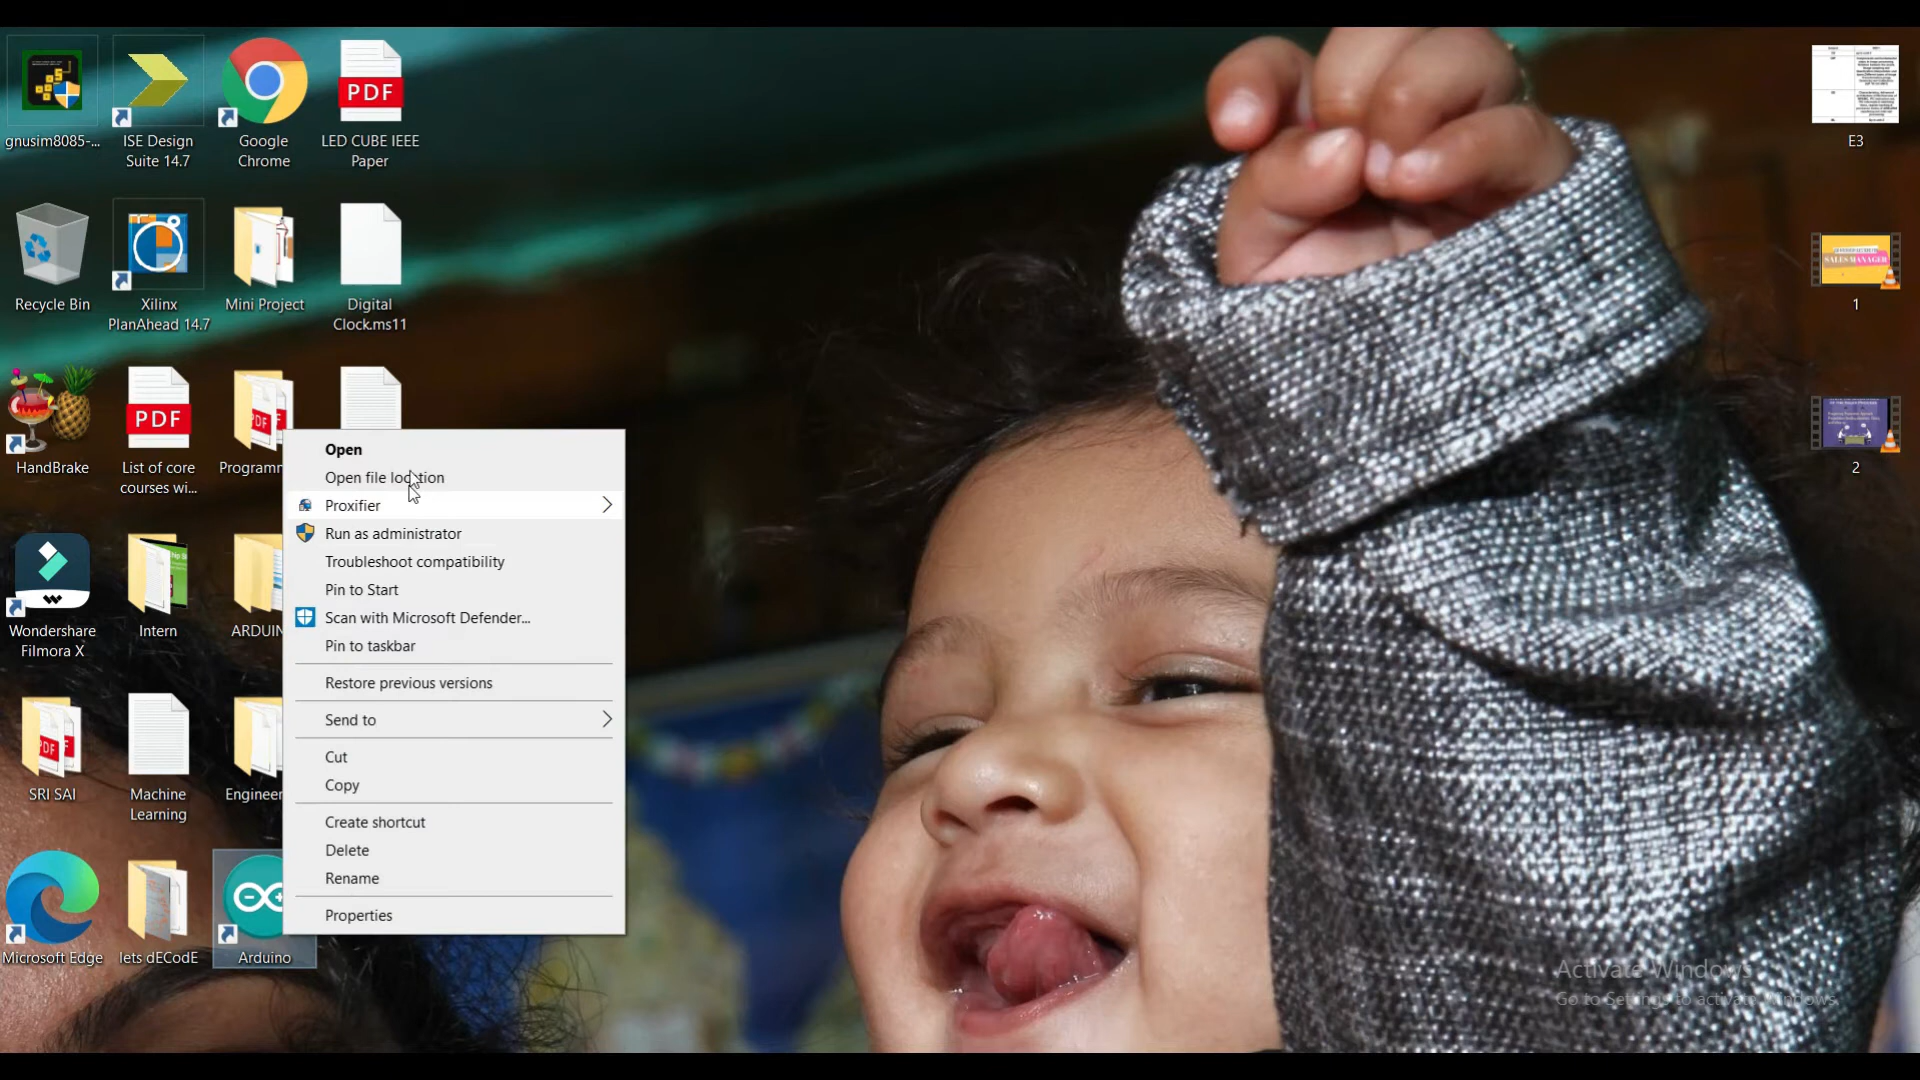 gnusim8085-...
ISE Design
Suite 14.7
Google
Chrome
PDF
LED CUBE IEEE
Paper
E3
Recycle Bin
Xilinx
PlanAhead 14.7
Mini Project
Digital
Clock.ms11
SALES MANAGER
1
HandBrake
PDF
List of core
courses wi...
Programm
2
Open
Open file location
Proxifier
Run as administrator
Troubleshoot compatibility
Pin to Start
Scan with Microsoft Defender...
Pin to taskbar
Restore previous versions
Send to
Cut
Copy
Create shortcut
Delete
Rename
Properties
Wondershare
Filmora X
Intern
ARDUIN
PDF
SRI SAI
Machine
Learning
Engineer
Microsoft Edge
lets dECodE
Arduino
Activate Windows
Go to Settings to activate Windows.